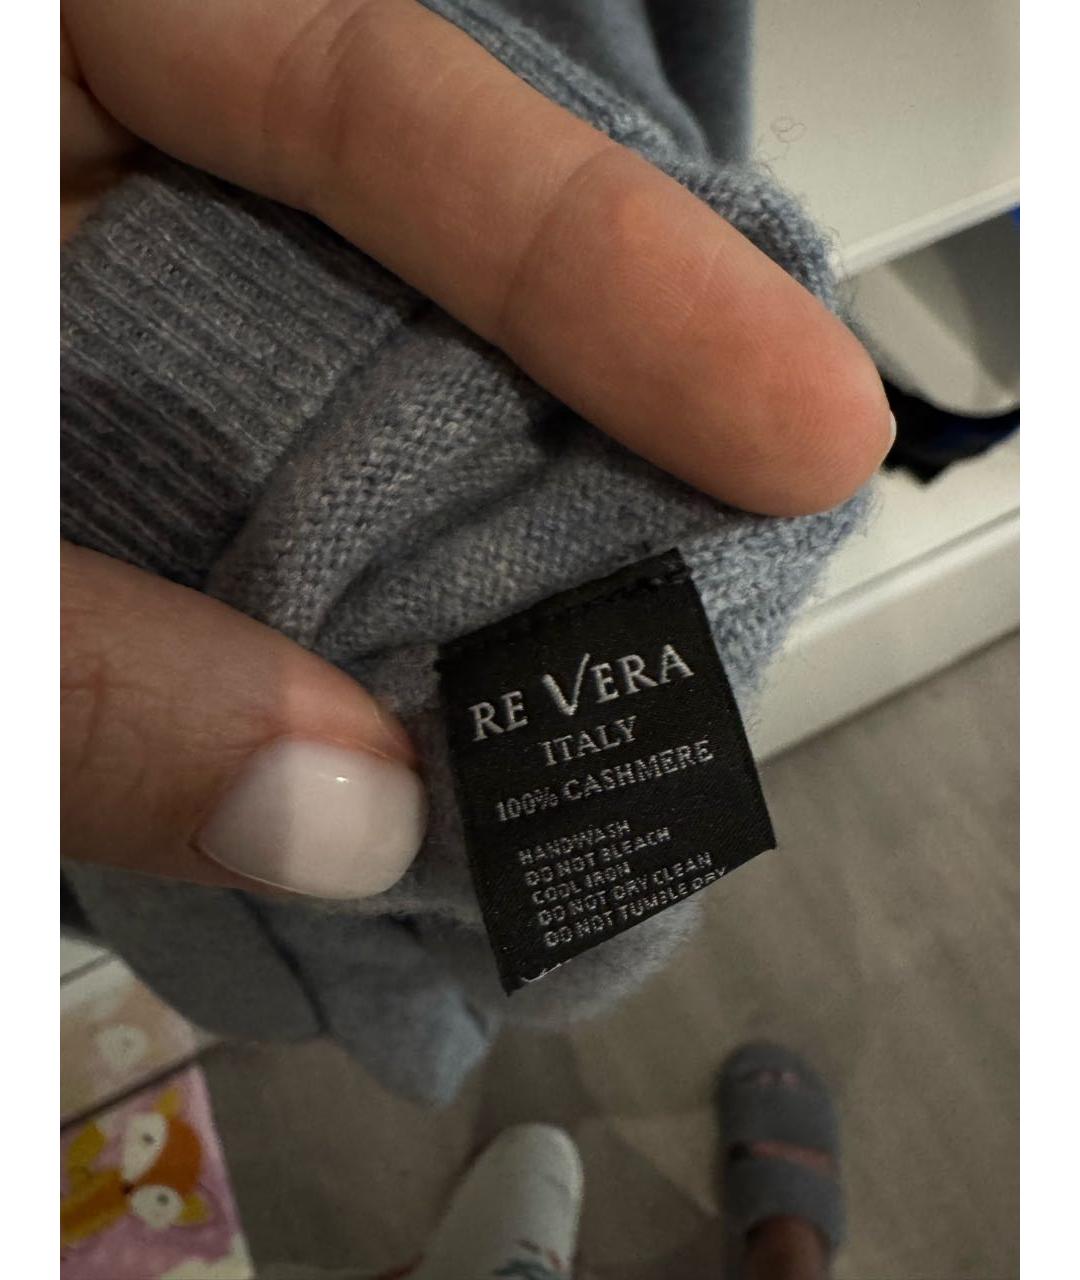 RE VERA
ITALY
100% CASHMERE
HANDWASH
DO NOT BLEACH
COOL IRON
DO NOT DRY CLEAN
DO NOT TUMBLE DRY